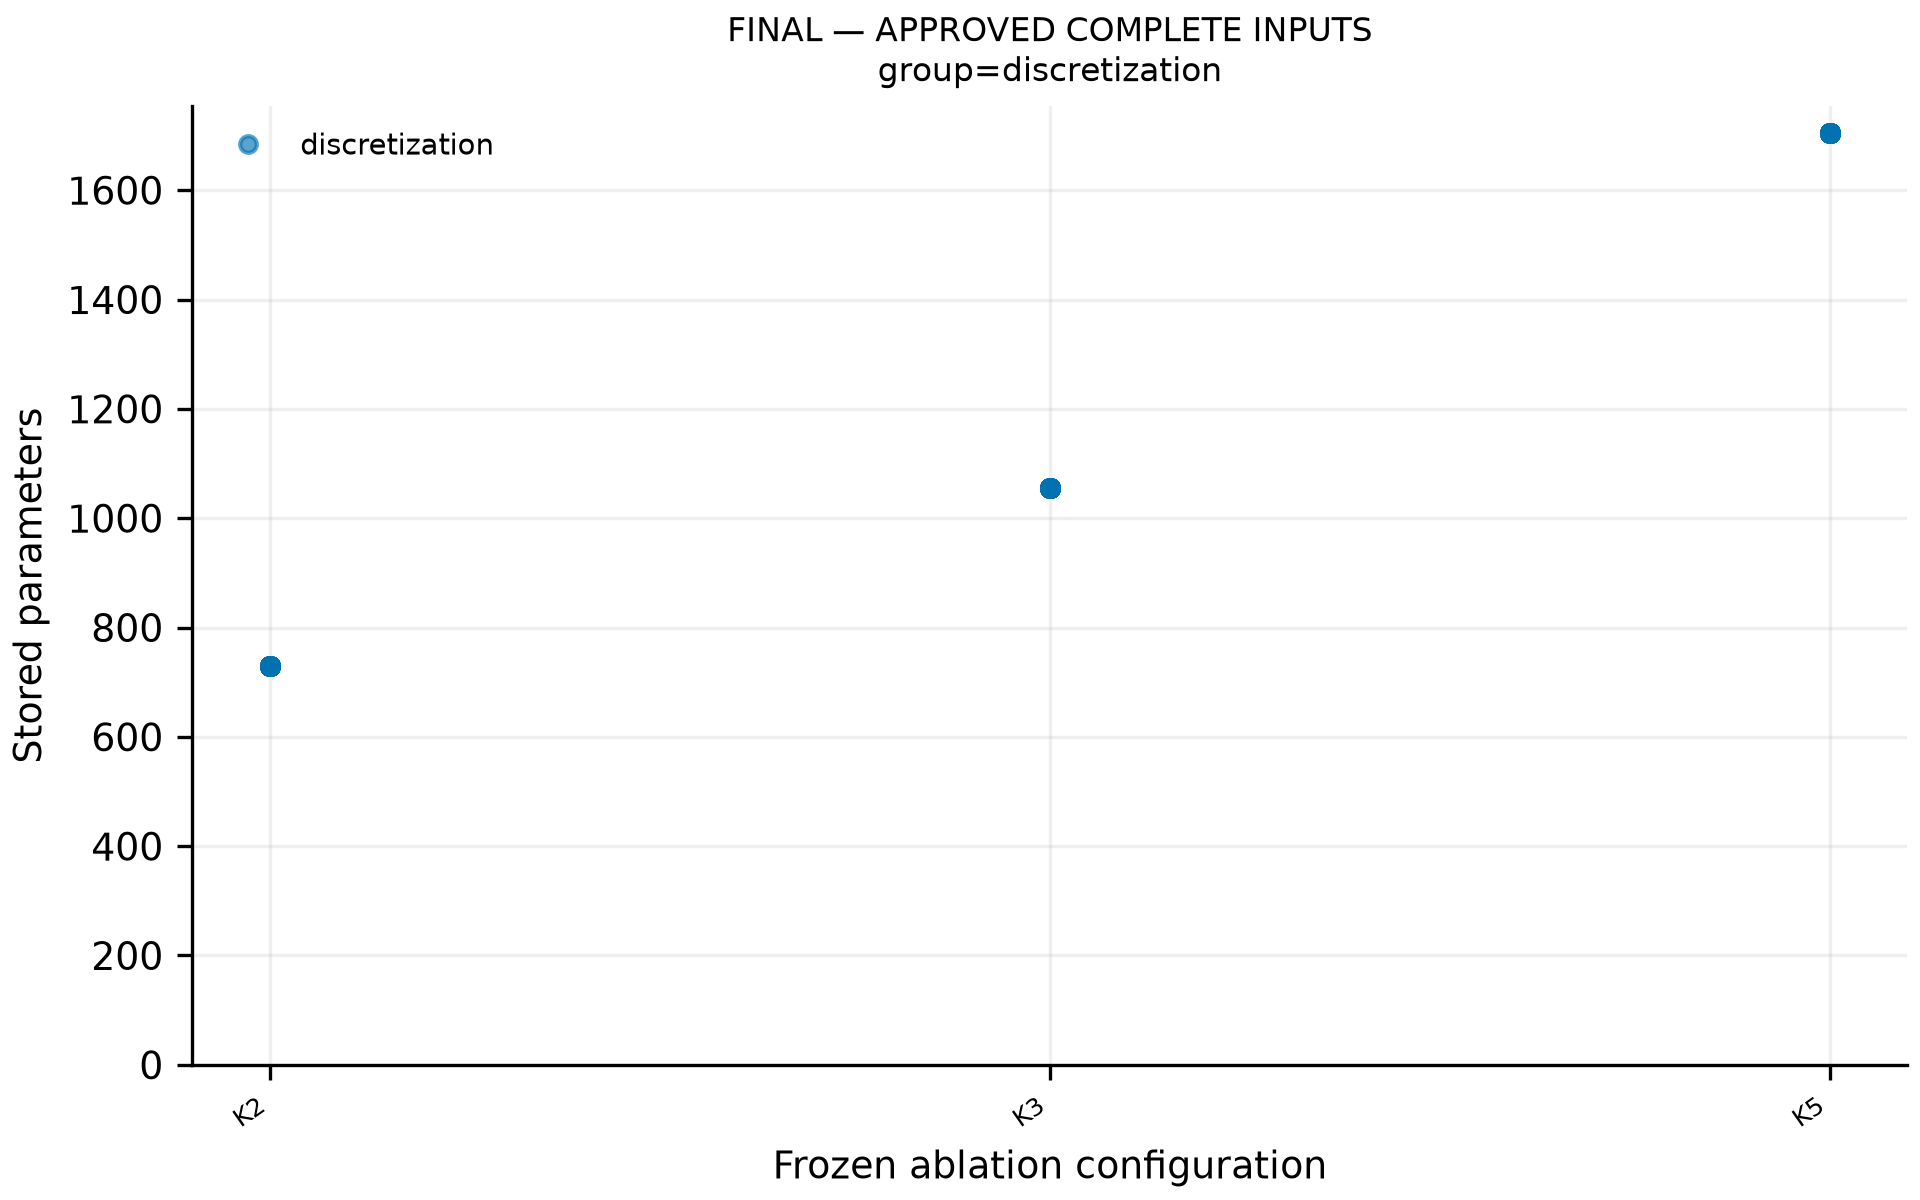 FINAL — APPROVED COMPLETE INPUTS
group=discretization
discretization
1600
1400
1200
1000
800
600
400
200
0
Stored parameters
K2
K3
K5
Frozen ablation configuration